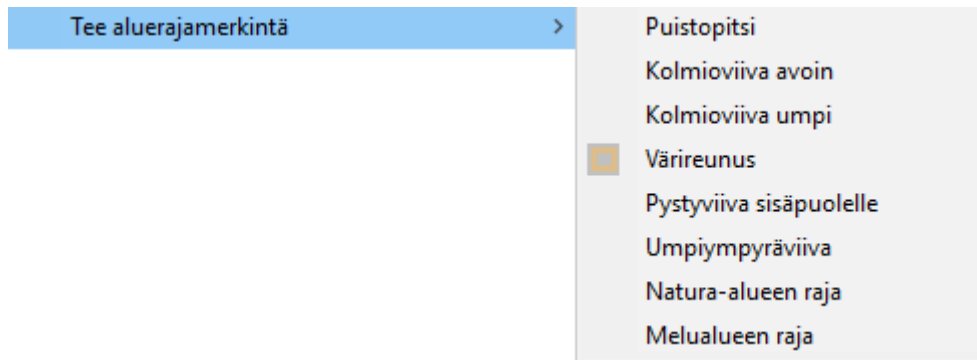 Tee aluerajamerkintä
Puistopitsi
Kolmioviiva avoin
Kolmioviiva umpi
Värireunus
Pystyviiva sisäpuolelle
Umpiympyräviiva
Natura-alueen raja
Melualueen raja